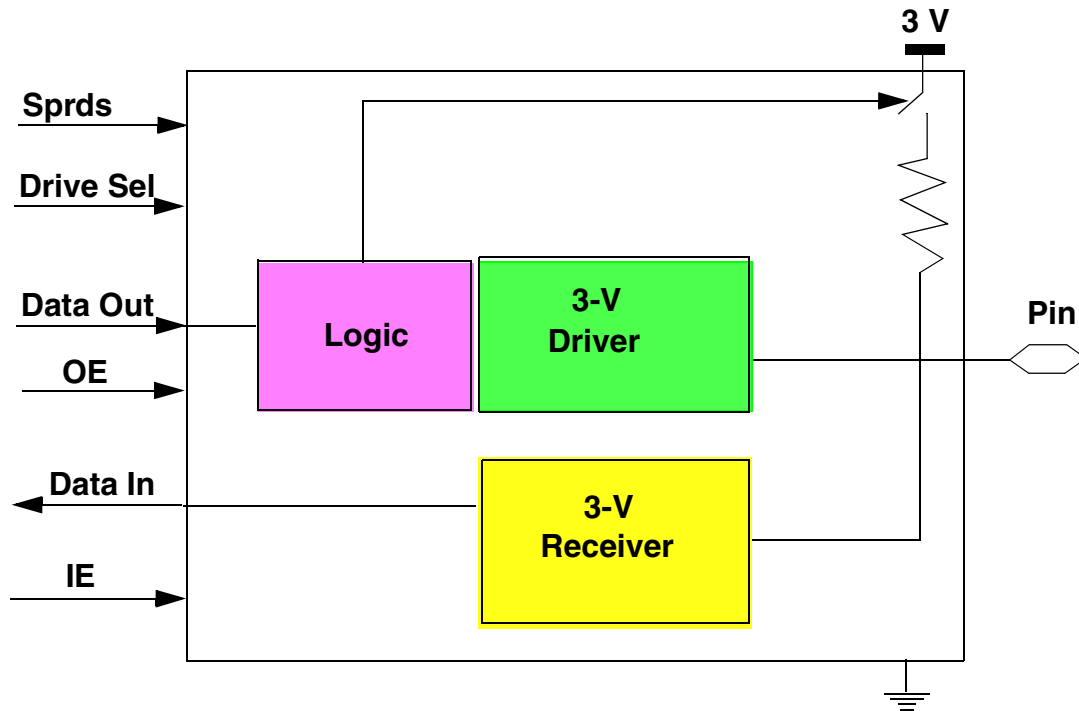 3 V
Sprds
Drive Sel
Data Out
OE
Data In
IE
Logic
3-V
Driver
3-V
Receiver
Pin